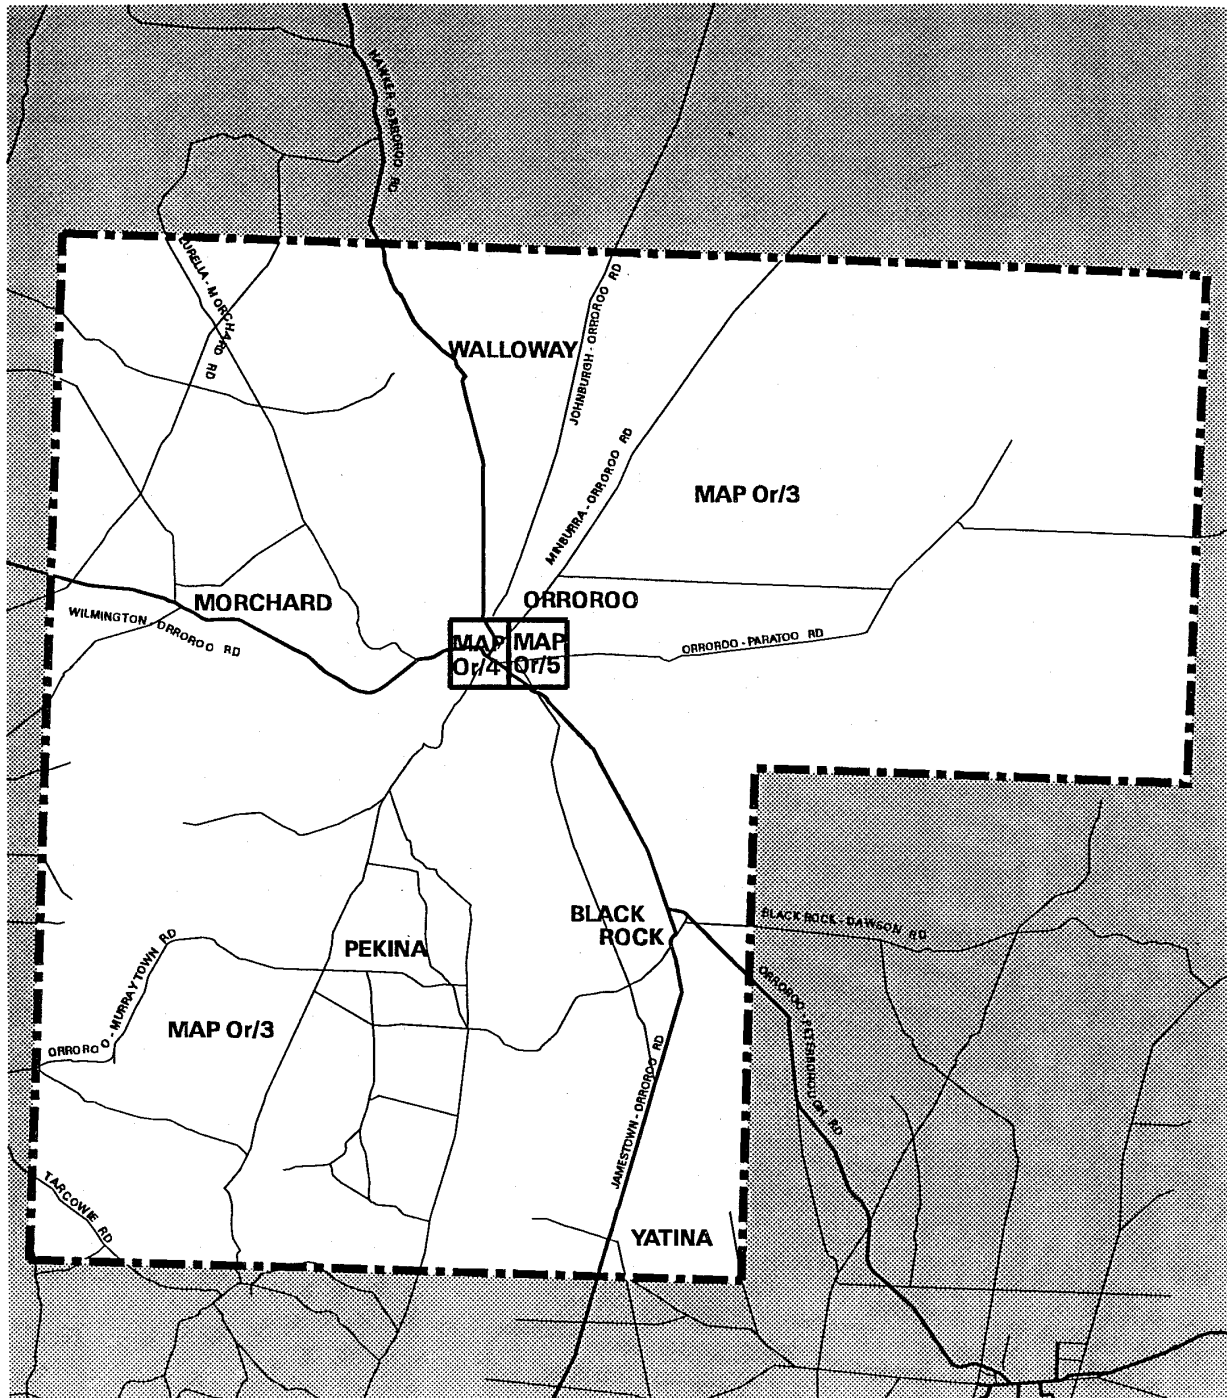 HAWKER - ORROROO RD
EURELIA - MORCHARD RD
WALLOWAY
JOHNBURGH - ORROROO RD
MINBURRA - ORROROO RD
MAP Or/3
MORCHARD
ORROROO
WILMINGTON - ORROROO RD
MAP
Or/4
MAP
Or/5
ORROROO - PARATOO RD
BLACK
ROCK
BLACK ROCK - DAWSON RD
PEKINA
ORROROO - MURRAYTOWN RD
MAP Or/3
ORROROO - PETERBOROUGH RD
JAMESTOWN - ORROROO RD
TARCOWIE RD
YATINA